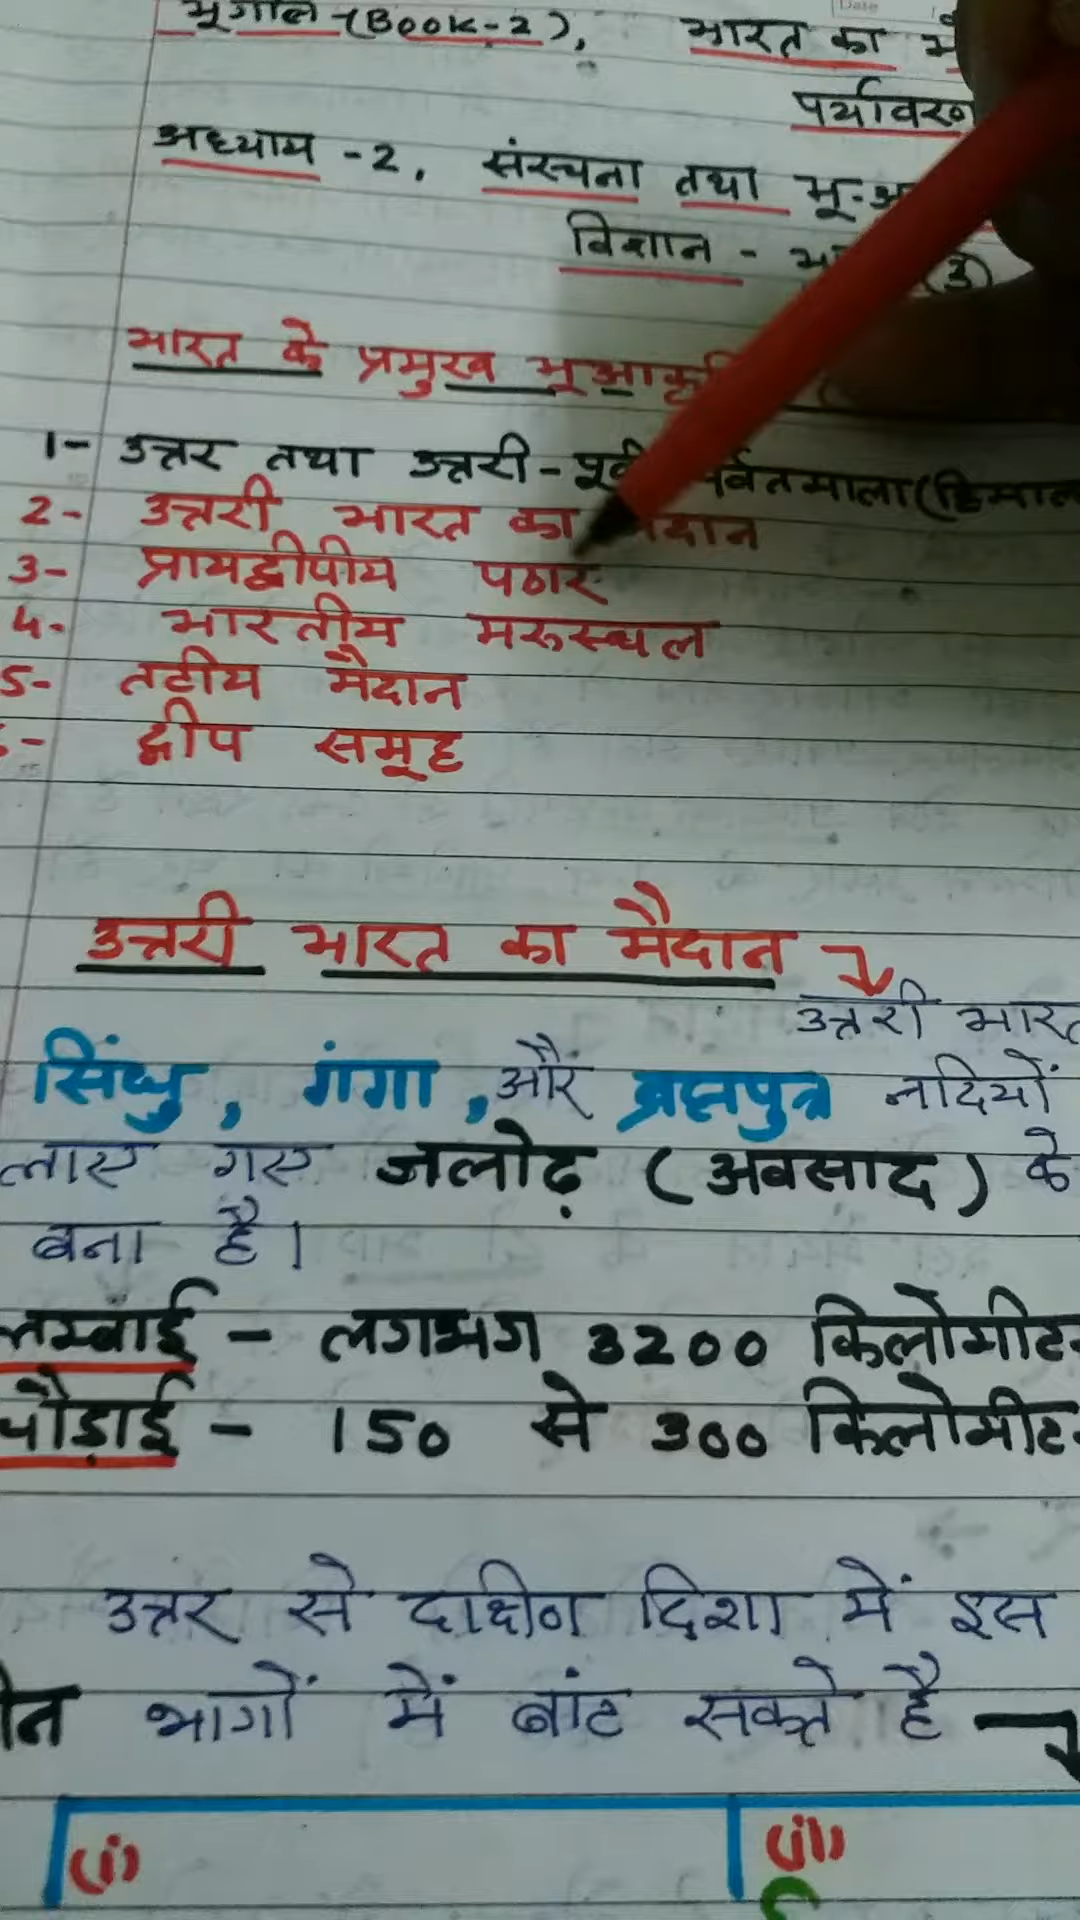 भूगोल-(Book-2), भारत का
पर्यावरण
अध्याय -2, संरचना तथा
विज्ञान -
(3)
भारत के प्रमुख
1- उत्तर तथा उत्तरी-पूर्वी पर्वतमाला(हिमाल
2- उत्तरी भारत का मैदान
3- प्रायद्वीपीय पठार
4- भारतीय मरूस्थल
5- तटीय मैदान
द्वीप समूह
उत्तरी भारत का मैदान
उत्तरी भारत
सिंधु, गंगा, और ब्रह्मपुत्र नदियों
लाए गए जलोढ़ (अवसाद) के
बना है।
लम्बाई - लगभग 3200 किलोमीट
चौड़ाई - 150 से 300 किलोमीट
उत्तर से दक्षिण दिशा में इस
भागों में बांट सकते है
(i) (ii)